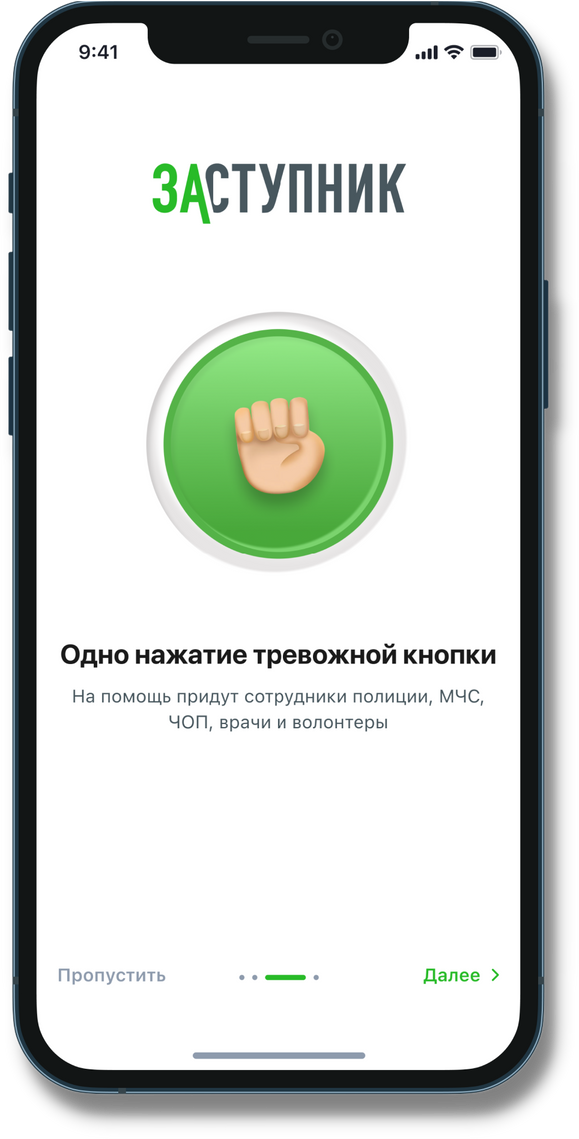 9:41
ЗАСТУПНИК
Одно нажатие тревожной кнопки
На помощь придут сотрудники полиции, МЧС,
ЧОП, врачи и волонтеры
Пропустить
Далее